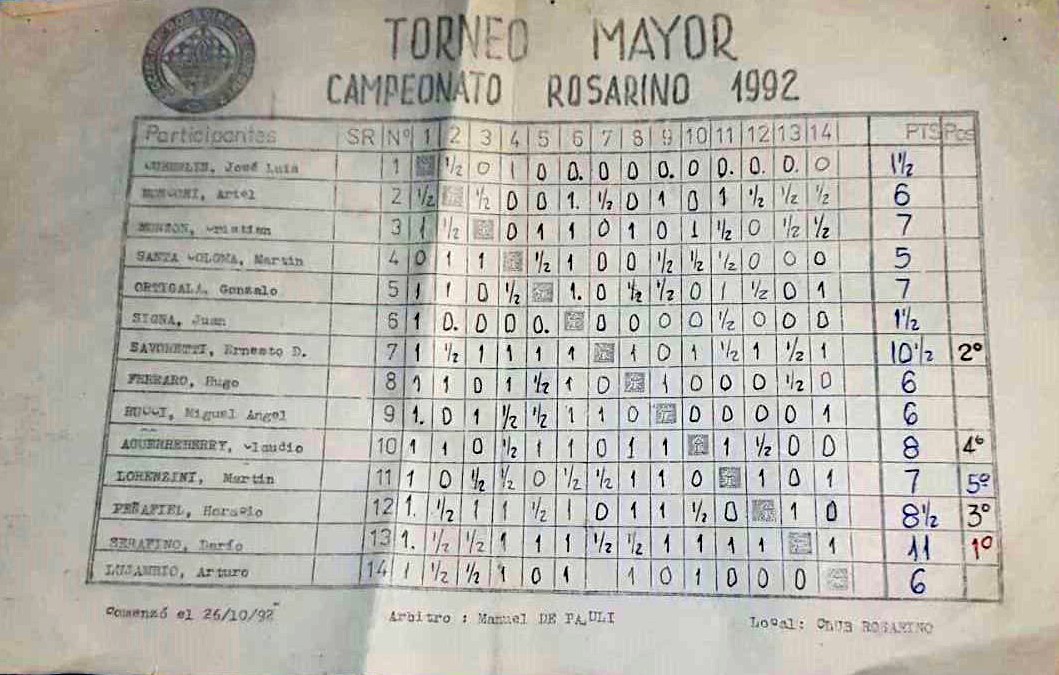 TORNEO MAYOR
CAMPEONATO ROSARINO 1992
Participantes SR Nº 1 2 3 4 5 6 7 8 9 10 11 12 13 14 PTS Pos
José Luis 1 ½ 0 1 0 0. 0 0 0. 0 0. 0. 0. 0 1½
Ariel 2 ½ ½ 0 0 1. ½ 0 1 0 1 ½ ½ ½ 6
MONZON, Cristian 3 1 ½ 0 1 1 0 1 0 1 ½ 0 ½ ½ 7
SANTA COLOMA, Martin 4 0 1 1 ½ 1 0 0 ½ ½ ½ 0 0 0 5
ORTIGALA, Gonzalo 5 1 1 0 ½ 1. 0 ½ ½ 0 1 ½ 0 1 7
SIGNA, Juan 6 1 0. 0 0 0. 0 0 0 0 ½ 0 0 0 1½
SAVORETTI, Ernesto D. 7 1 ½ 1 1 1 1 1 0 1 ½ 1 ½ 1 10½ 2º
FERRARO, Hugo 8 1 1 0 1 ½ 1 0 1 0 0 0 ½ 0 6
BUCCI, Miguel Angel 9 1. 0 1 ½ ½ 1 1 0 0 0 0 0 1 6
AGUERREBERRY, Claudio 10 1 1 0 ½ 1 1 0 1 1 1 ½ 0 0 8 4º
LORENZINI, Martin 11 1 0 ½ ½ 0 ½ ½ 1 1 0 1 0 1 7 5º
PEÑAFIEL, Horacio 12 1. ½ 1 1 ½ 1 0 1 1 ½ 0 1 0 8½ 3º
SERAFINO, Darío 13 1. ½ ½ 1 1 1 ½ ½ 1 1 1 1 1 11 1º
LUJAMBIO, Arturo 14 1 ½ ½ 1 0 1 1 0 1 0 0 0 6
Comenzó el 26/10/92 Arbitro : Manuel DE PAULI Local: CLUB ROSARINO